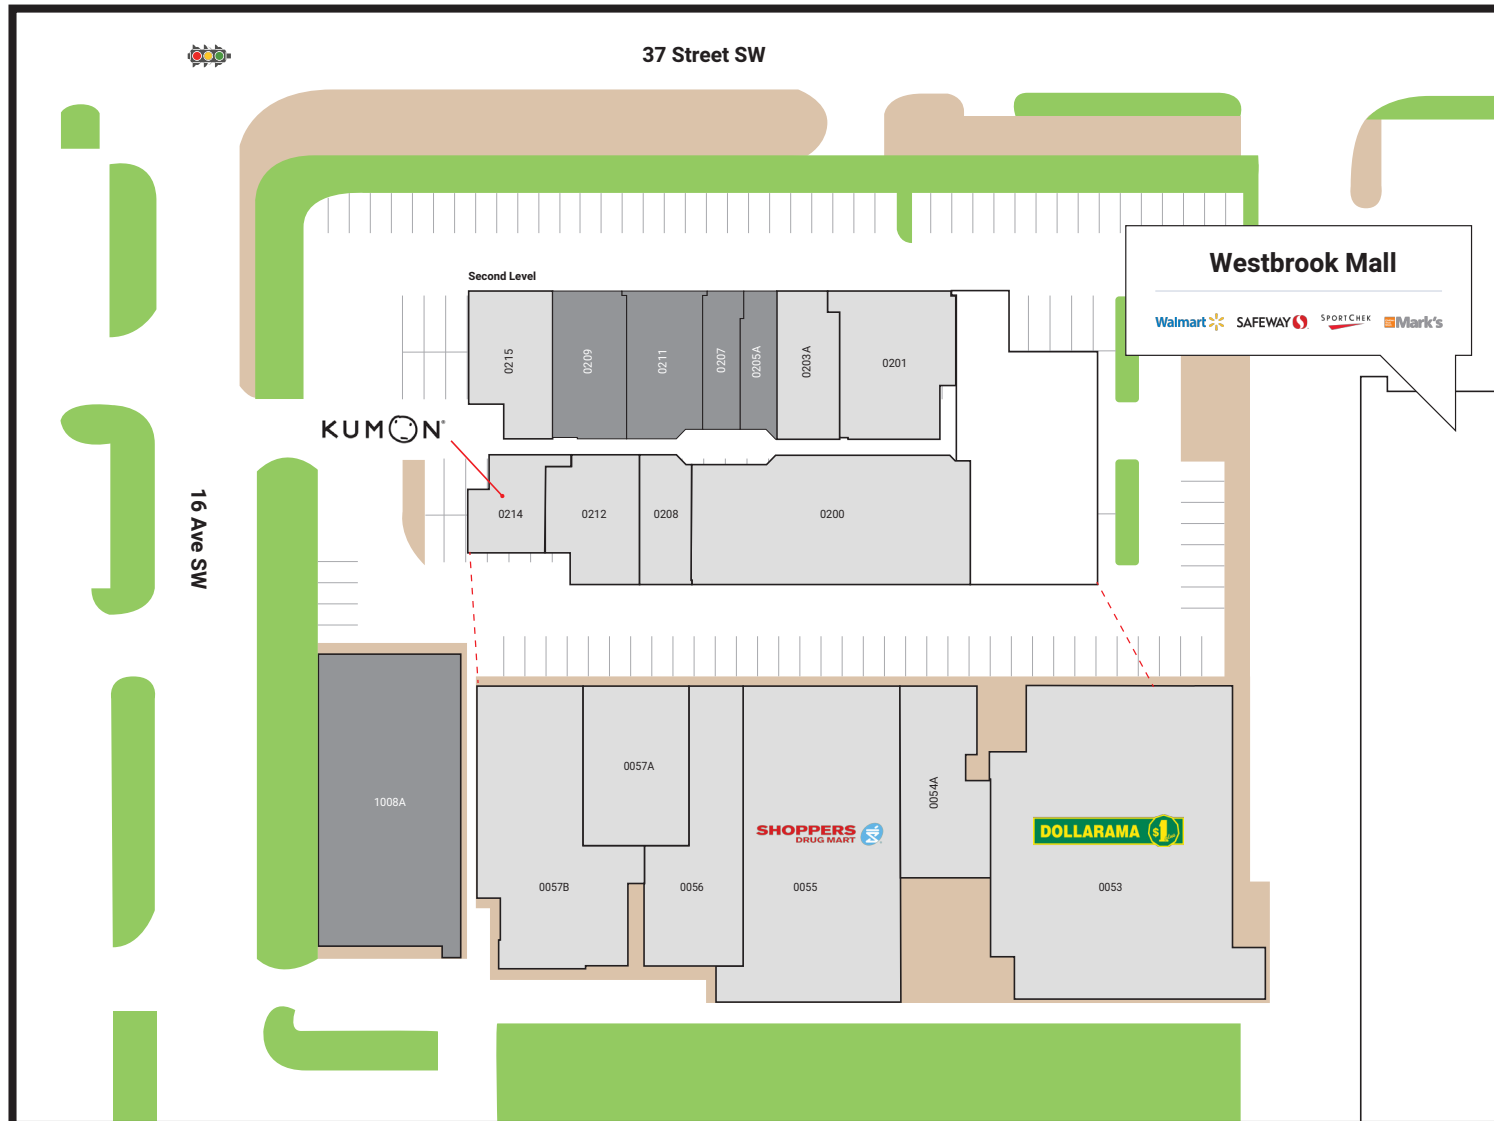 37 Street SW
Westbrook Mall
Walmart SAFEWAY SPORTCHEK Mark's
Second Level
0215
0209
0211
0207
0205A
0203A
0201
KUMON
16 Ave SW
0214
0212
0208
0200
1008A
0057A
0057B
0056
SHOPPERS
DRUG MART
0055
0054A
DOLLARAMA $1
0053